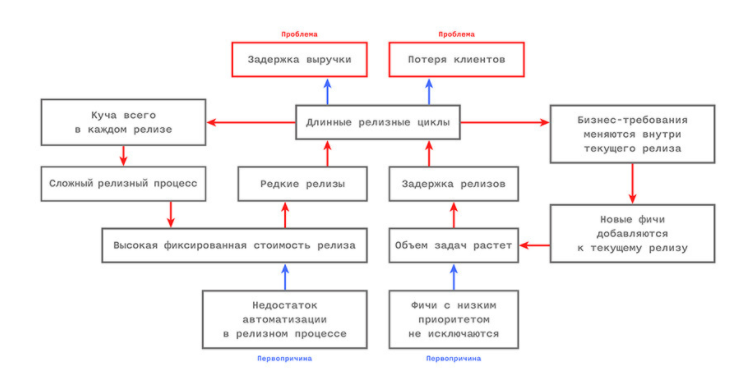 Проблема
Проблема
Задержка выручки
Потеря клиентов
Куча всего
в каждом релизе
Длинные релизные циклы
Бизнес-требования
меняются внутри
текущего релиза
Сложный релизный процесс
Редкие релизы
Задержка релизов
Новые фичи
добавляются
к текущему релизу
Высокая фиксированная стоимость релиза
Объем задач растет
Недостаток
автоматизации
в релизном процессе
Фичи с низким
приоритетом
не исключаются
Первопричина
Первопричина